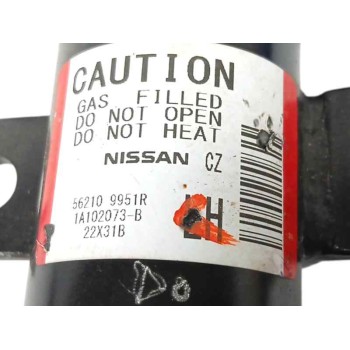 CAUTION
GAS FILLED
DO NOT OPEN
DO NOT HEAT
NISSAN CZ
56210 9951R
1A102073-B LH
22X31B